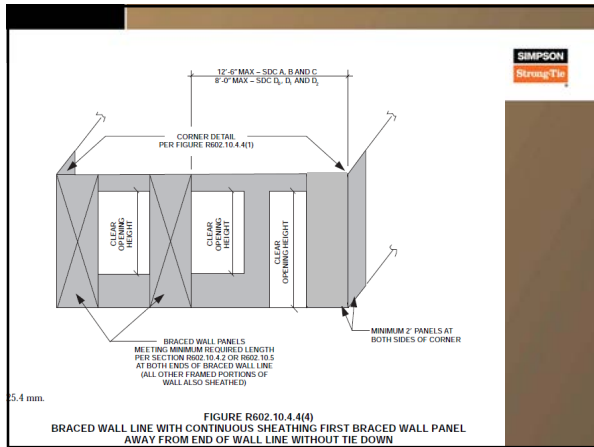 SIMPSON
Strong-Tie
12'-6" MAX – SDC A, B AND C
8'-0" MAX – SDC D0, D1 AND D2
CORNER DETAIL
PER FIGURE R602.10.4.4(1)
CLEAR
OPENING
HEIGHT
CLEAR
OPENING
HEIGHT
CLEAR
OPENING HEIGHT
MINIMUM 2' PANELS AT
BOTH SIDES OF CORNER
BRACED WALL PANELS
MEETING MINIMUM REQUIRED LENGTH
PER SECTION R602.10.4.2 OR R602.10.5
AT BOTH ENDS OF BRACED WALL LINE
(ALL OTHER FRAMED PORTIONS OF
WALL ALSO SHEATHED)
25.4 mm.
FIGURE R602.10.4.4(4)
BRACED WALL LINE WITH CONTINUOUS SHEATHING FIRST BRACED WALL PANEL
AWAY FROM END OF WALL LINE WITHOUT TIE DOWN